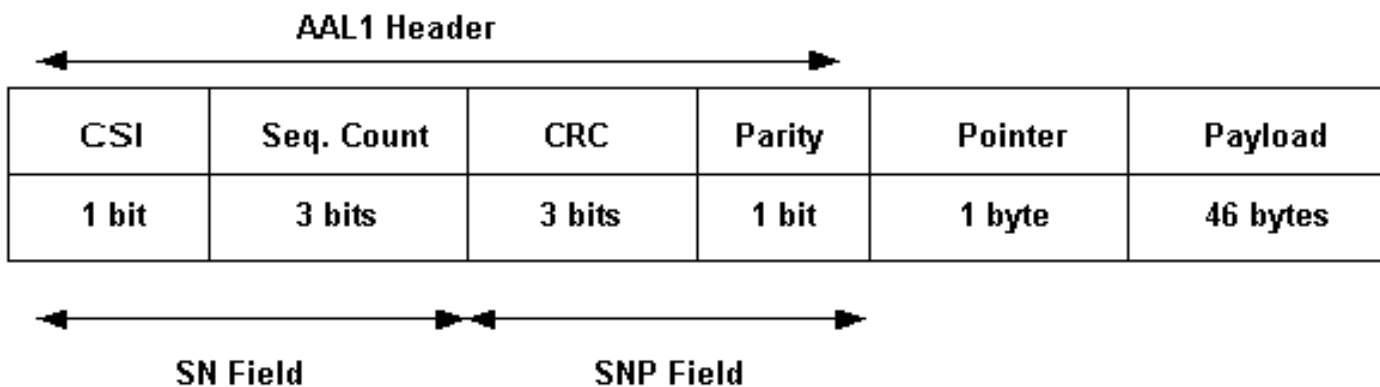 AAL1 Header
CSI Seq. Count CRC Parity Pointer Payload
1 bit 3 bits 3 bits 1 bit 1 byte 46 bytes
SN Field SNP Field